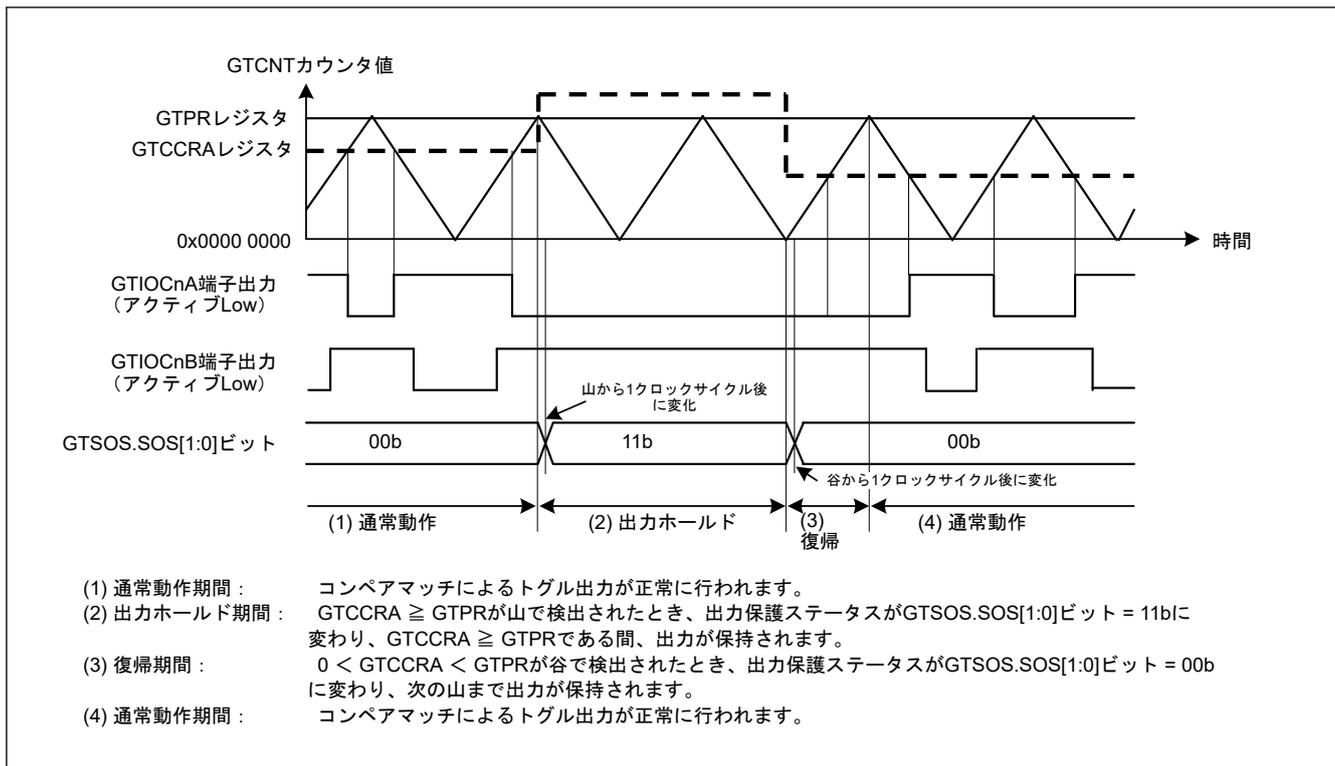 GTCNTカウンタ値
GTPRレジスタ
GTCCRAレジスタ
0x0000 0000
時間
GTIOCnA端子出力
（アクティブLow）
GTIOCnB端子出力
（アクティブLow）
山から1クロックサイクル後
に変化
GTSOS.SOS[1:0]ビット
00b
11b
00b
谷から1クロックサイクル後に変化
(1) 通常動作
(2) 出力ホールド
(3)
復帰
(4) 通常動作
(1) 通常動作期間： コンペアマッチによるトグル出力が正常に行われます。
(2) 出力ホールド期間： GTCCRA ≧ GTPRが山で検出されたとき、出力保護ステータスがGTSOS.SOS[1:0]ビット = 11bに
変わり、GTCCRA ≧ GTPRである間、出力が保持されます。
(3) 復帰期間： 0 < GTCCRA < GTPRが谷で検出されたとき、出力保護ステータスがGTSOS.SOS[1:0]ビット = 00b
に変わり、次の山まで出力が保持されます。
(4) 通常動作期間： コンペアマッチによるトグル出力が正常に行われます。